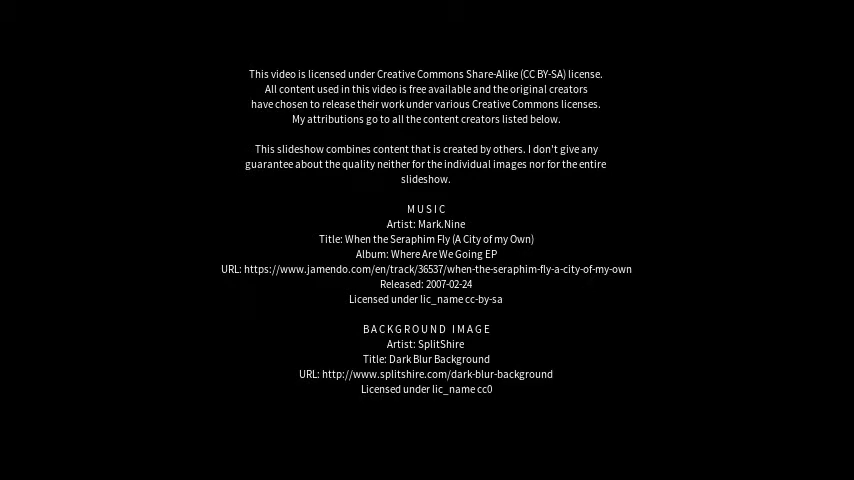 This video is licensed under Creative Commons Share-Alike (CC BY-SA) license.
All content used in this video is free available and the original creators
have chosen to release their work under various Creative Commons licenses.
My attributions go to all the content creators listed below.
This slideshow combines content that is created by others. I don't give any
guarantee about the quality neither for the individual images nor for the entire
slideshow.
MUSIC
Artist: Mark.Nine
Title: When the Seraphim Fly (A City of my Own)
Album: Where Are We Going EP
URL: https://www.jamendo.com/en/track/36537/when-the-seraphim-fly-a-city-of-my-own
Released: 2007-02-24
Licensed under lic_name cc-by-sa
BACKGROUND IMAGE
Artist: SplitShire
Title: Dark Blur Background
URL: http://www.splitshire.com/dark-blur-background
Licensed under lic_name cc0